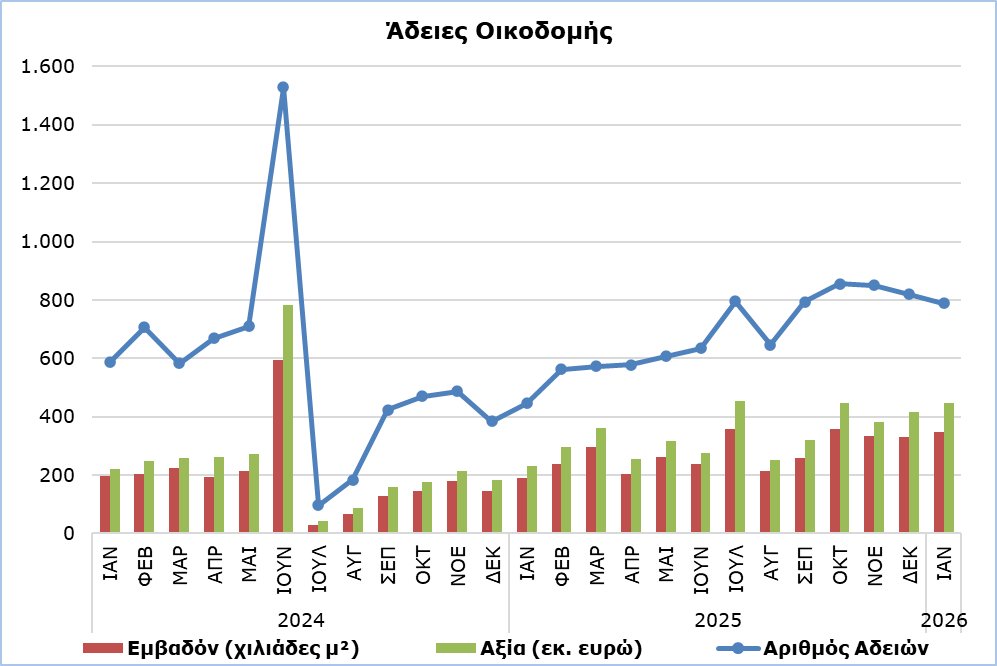 Άδειες Οικοδομής
1.600
1.400
1.200
1.000
800
600
400
200
0
ΙΑΝ ΦΕΒ ΜΑΡ ΑΠΡ ΜΑΙ ΙΟΥΝ ΙΟΥΛ ΑΥΓ ΣΕΠ ΟΚΤ ΝΟΕ ΔΕΚ ΙΑΝ ΦΕΒ ΜΑΡ ΑΠΡ ΜΑΙ ΙΟΥΝ ΙΟΥΛ ΑΥΓ ΣΕΠ ΟΚΤ ΝΟΕ ΔΕΚ ΙΑΝ
2024 2025 2026
Εμβαδόν (χιλιάδες μ²) Αξία (εκ. ευρώ) Αριθμός Αδειών